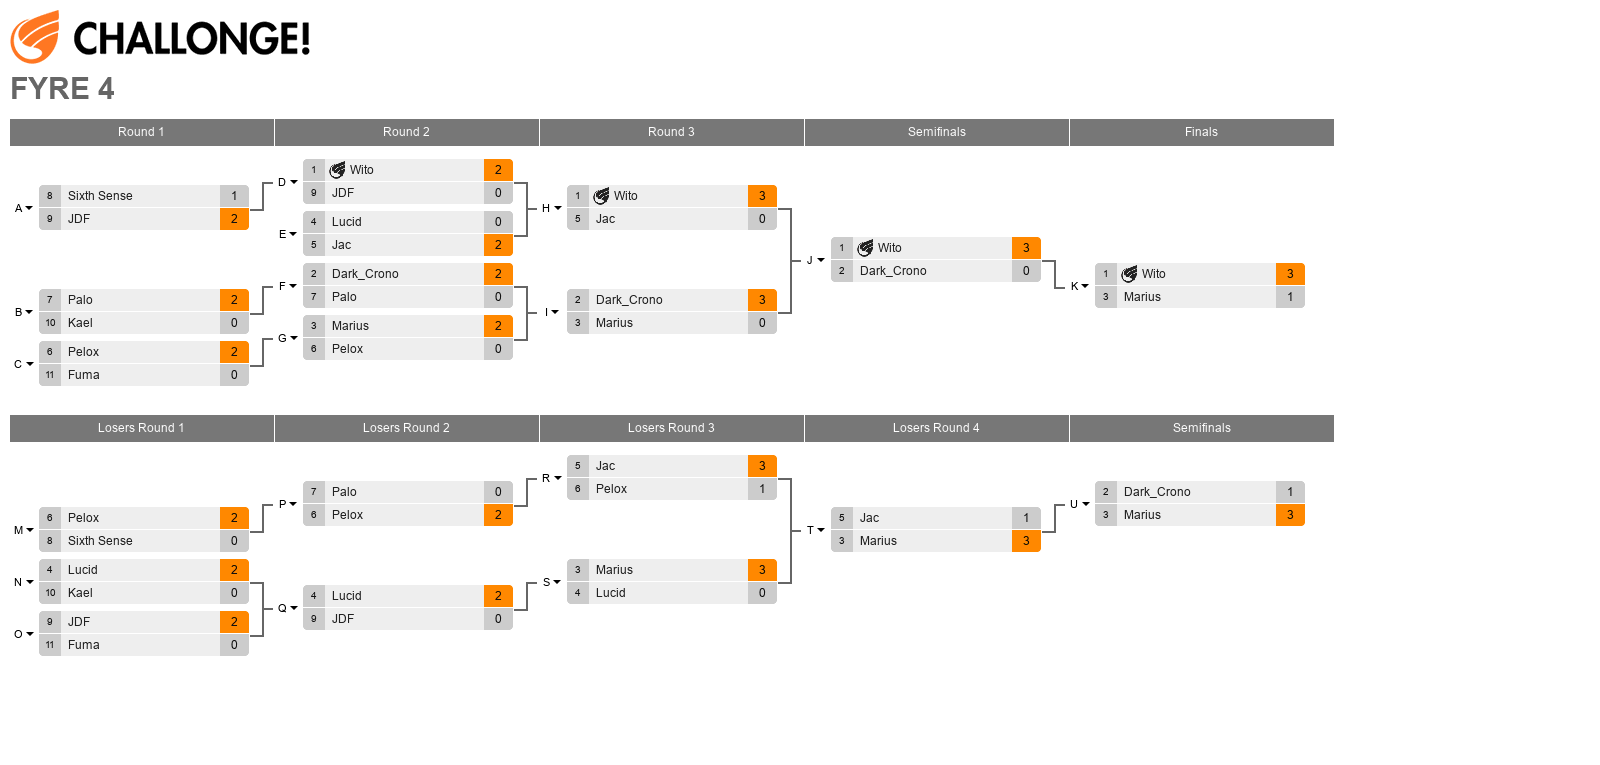 CHALLONGE!
FYRE 4
Round 1 Round 2 Round 3 Semifinals Finals
A
8 Sixth Sense 1
9 JDF 2
B
7 Palo 2
10 Kael 0
C
6 Pelox 2
11 Fuma 0
D
1 Wito 2
9 JDF 0
E
4 Lucid 0
5 Jac 2
F
2 Dark_Crono 2
7 Palo 0
G
3 Marius 2
6 Pelox 0
H
1 Wito 3
5 Jac 0
I
2 Dark_Crono 3
3 Marius 0
J
1 Wito 3
2 Dark_Crono 0
K
1 Wito 3
3 Marius 1
Losers Round 1 Losers Round 2 Losers Round 3 Losers Round 4 Semifinals
M
6 Pelox 2
8 Sixth Sense 0
N
4 Lucid 2
10 Kael 0
O
9 JDF 2
11 Fuma 0
P
7 Palo 0
6 Pelox 2
Q
4 Lucid 2
9 JDF 0
R
5 Jac 3
6 Pelox 1
S
3 Marius 3
4 Lucid 0
T
5 Jac 1
3 Marius 3
U
2 Dark_Crono 1
3 Marius 3